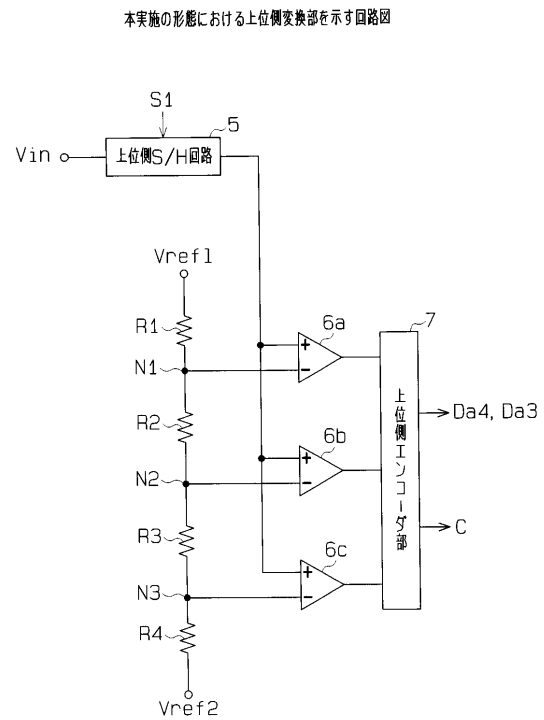 本実施の形態における上位側変換部を示す回路図
S1
5
Vin
上位側S/H回路
Vref1
R1
6a
7
+
−
N1
上位側エンコーダ部
Da4, Da3
R2
6b
+
−
N2
C
R3
6c
+
−
N3
R4
Vref2